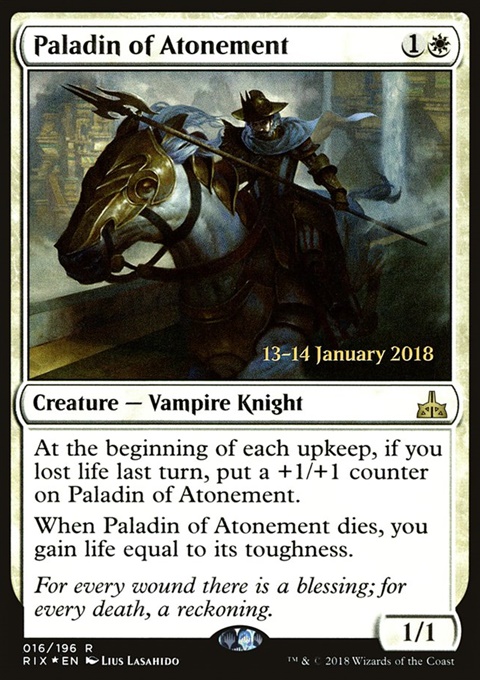 Paladin of Atonement 1
13–14 January 2018
Creature — Vampire Knight
At the beginning of each upkeep, if you
lost life last turn, put a +1/+1 counter
on Paladin of Atonement.
When Paladin of Atonement dies, you
gain life equal to its toughness.
For every wound there is a blessing; for
every death, a reckoning.
1/1
016/196 R
RIX★EN Lius Lasahido
™ & © 2018 Wizards of the Coast